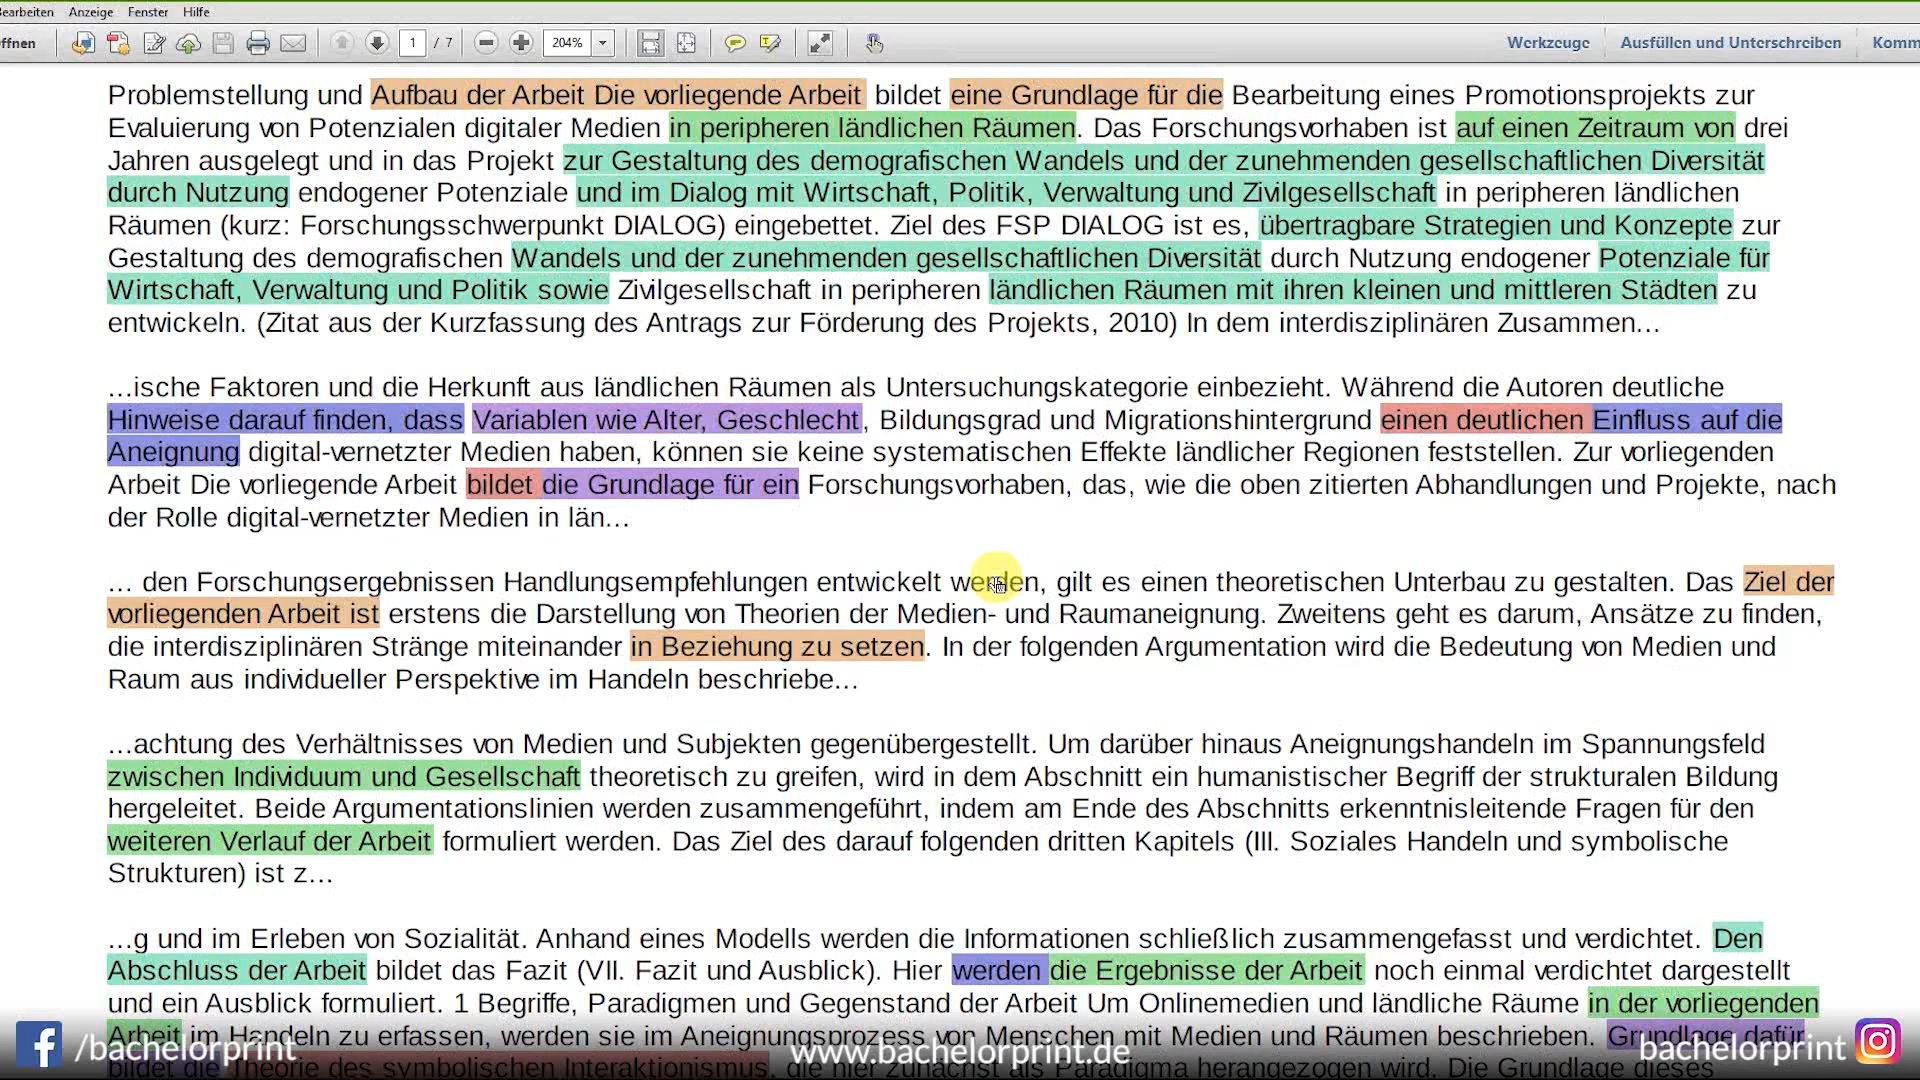 Bearbeiten Anzeige Fenster Hilfe
ffnen 1 / 7 204% Werkzeuge Ausfüllen und Unterschreiben Komm
Problemstellung und Aufbau der Arbeit Die vorliegende Arbeit bildet eine Grundlage für die Bearbeitung eines Promotionsprojekts zur
Evaluierung von Potenzialen digitaler Medien in peripheren ländlichen Räumen. Das Forschungsvorhaben ist auf einen Zeitraum von drei
Jahren ausgelegt und in das Projekt zur Gestaltung des demografischen Wandels und der zunehmenden gesellschaftlichen Diversität
durch Nutzung endogener Potenziale und im Dialog mit Wirtschaft, Politik, Verwaltung und Zivilgesellschaft in peripheren ländlichen
Räumen (kurz: Forschungsschwerpunkt DIALOG) eingebettet. Ziel des FSP DIALOG ist es, übertragbare Strategien und Konzepte zur
Gestaltung des demografischen Wandels und der zunehmenden gesellschaftlichen Diversität durch Nutzung endogener Potenziale für
Wirtschaft, Verwaltung und Politik sowie Zivilgesellschaft in peripheren ländlichen Räumen mit ihren kleinen und mittleren Städten zu
entwickeln. (Zitat aus der Kurzfassung des Antrags zur Förderung des Projekts, 2010) In dem interdisziplinären Zusammen…
…ische Faktoren und die Herkunft aus ländlichen Räumen als Untersuchungskategorie einbezieht. Während die Autoren deutliche
Hinweise darauf finden, dass Variablen wie Alter, Geschlecht, Bildungsgrad und Migrationshintergrund einen deutlichen Einfluss auf die
Aneignung digital-vernetzter Medien haben, können sie keine systematischen Effekte ländlicher Regionen feststellen. Zur vorliegenden
Arbeit Die vorliegende Arbeit bildet die Grundlage für ein Forschungsvorhaben, das, wie die oben zitierten Abhandlungen und Projekte, nach
der Rolle digital-vernetzter Medien in län…
… den Forschungsergebnissen Handlungsempfehlungen entwickelt werden, gilt es einen theoretischen Unterbau zu gestalten. Das Ziel der
vorliegenden Arbeit ist erstens die Darstellung von Theorien der Medien- und Raumaneignung. Zweitens geht es darum, Ansätze zu finden,
die interdisziplinären Stränge miteinander in Beziehung zu setzen. In der folgenden Argumentation wird die Bedeutung von Medien und
Raum aus individueller Perspektive im Handeln beschriebe…
…achtung des Verhältnisses von Medien und Subjekten gegenübergestellt. Um darüber hinaus Aneignungshandeln im Spannungsfeld
zwischen Individuum und Gesellschaft theoretisch zu greifen, wird in dem Abschnitt ein humanistischer Begriff der strukturalen Bildung
hergeleitet. Beide Argumentationslinien werden zusammengeführt, indem am Ende des Abschnitts erkenntnisleitende Fragen für den
weiteren Verlauf der Arbeit formuliert werden. Das Ziel des darauf folgenden dritten Kapitels (III. Soziales Handeln und symbolische
Strukturen) ist z…
…g und im Erleben von Sozialität. Anhand eines Modells werden die Informationen schließlich zusammengefasst und verdichtet. Den
Abschluss der Arbeit bildet das Fazit (VII. Fazit und Ausblick). Hier werden die Ergebnisse der Arbeit noch einmal verdichtet dargestellt
und ein Ausblick formuliert. 1 Begriffe, Paradigmen und Gegenstand der Arbeit Um Onlinemedien und ländliche Räume in der vorliegenden
Arbeit im Handeln zu erfassen, werden sie im Aneignungsprozess von Menschen mit Medien und Räumen beschrieben. Grundlage dafür
bildet die Theorie des symbolischen Interaktionismus, die hier zunächst als Paradigma herangezogen wird. Die Grundlage dieses
/bachelorprint www.bachelorprint.de bachelorprint